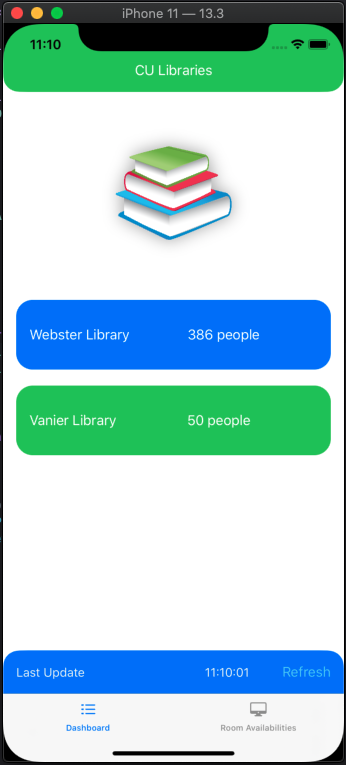 iPhone 11 — 13.3
11:10
CU Libraries
Webster Library 386 people
Vanier Library 50 people
Last Update 11:10:01 Refresh
Dashboard Room Availabilities